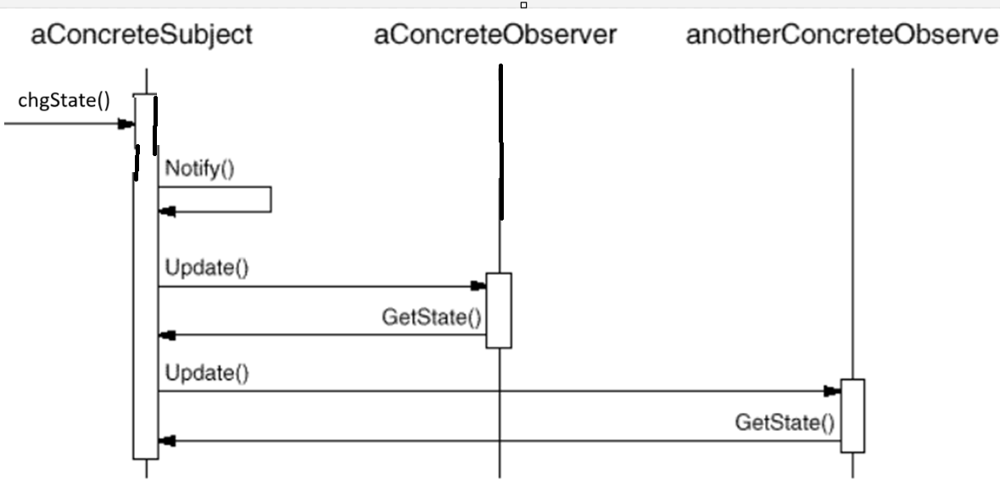 aConcreteSubject
aConcreteObserver
anotherConcreteObserve
chgState()
Notify()
Update()
GetState()
Update()
GetState()